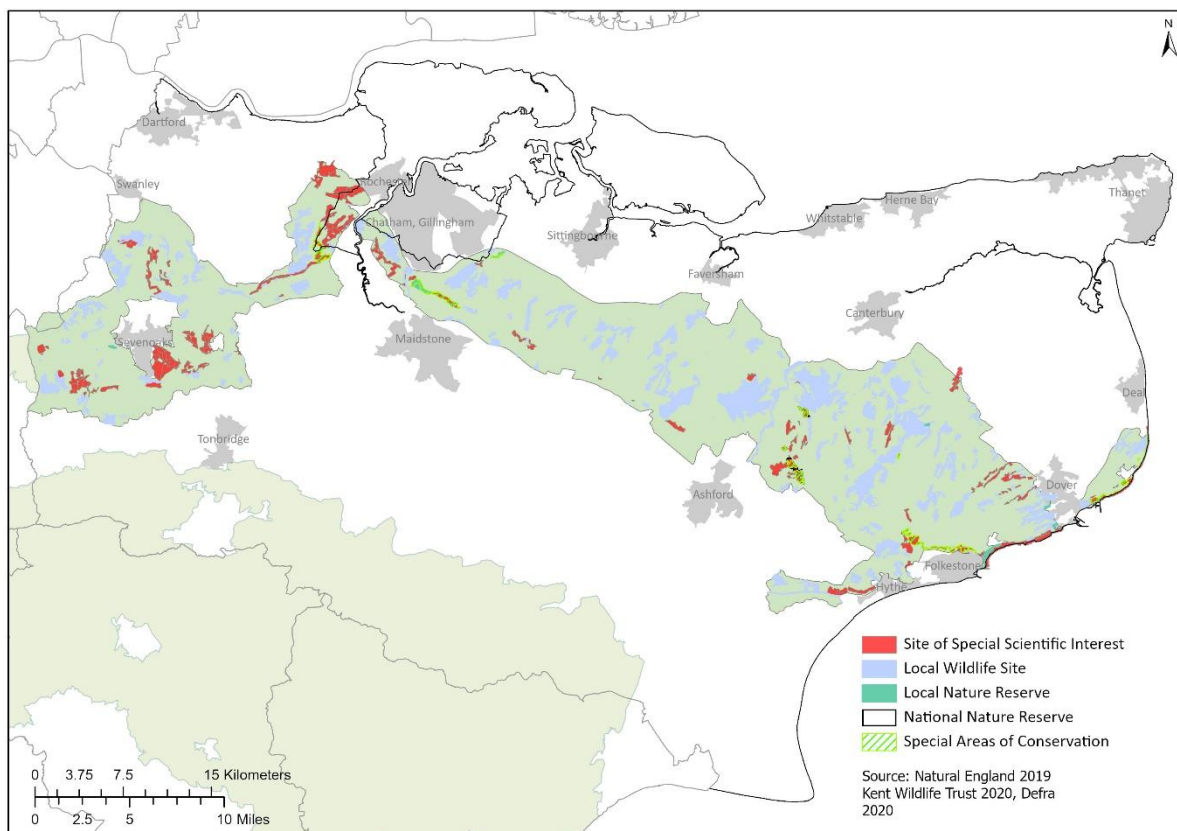 N
Dartford
Swanley
Rochester
Chatham, Gillingham
Sittingbourne
Whitstable
Herne Bay
Thanet
Faversham
Canterbury
Sevenoaks
Maidstone
Deal
Tonbridge
Ashford
Dover
Folkestone
Hythe
Site of Special Scientific Interest
Local Wildlife Site
Local Nature Reserve
National Nature Reserve
Special Areas of Conservation
Source: Natural England 2019
Kent Wildlife Trust 2020, Defra
2020
0 3.75 7.5 15 Kilometers
0 2.5 5 10 Miles